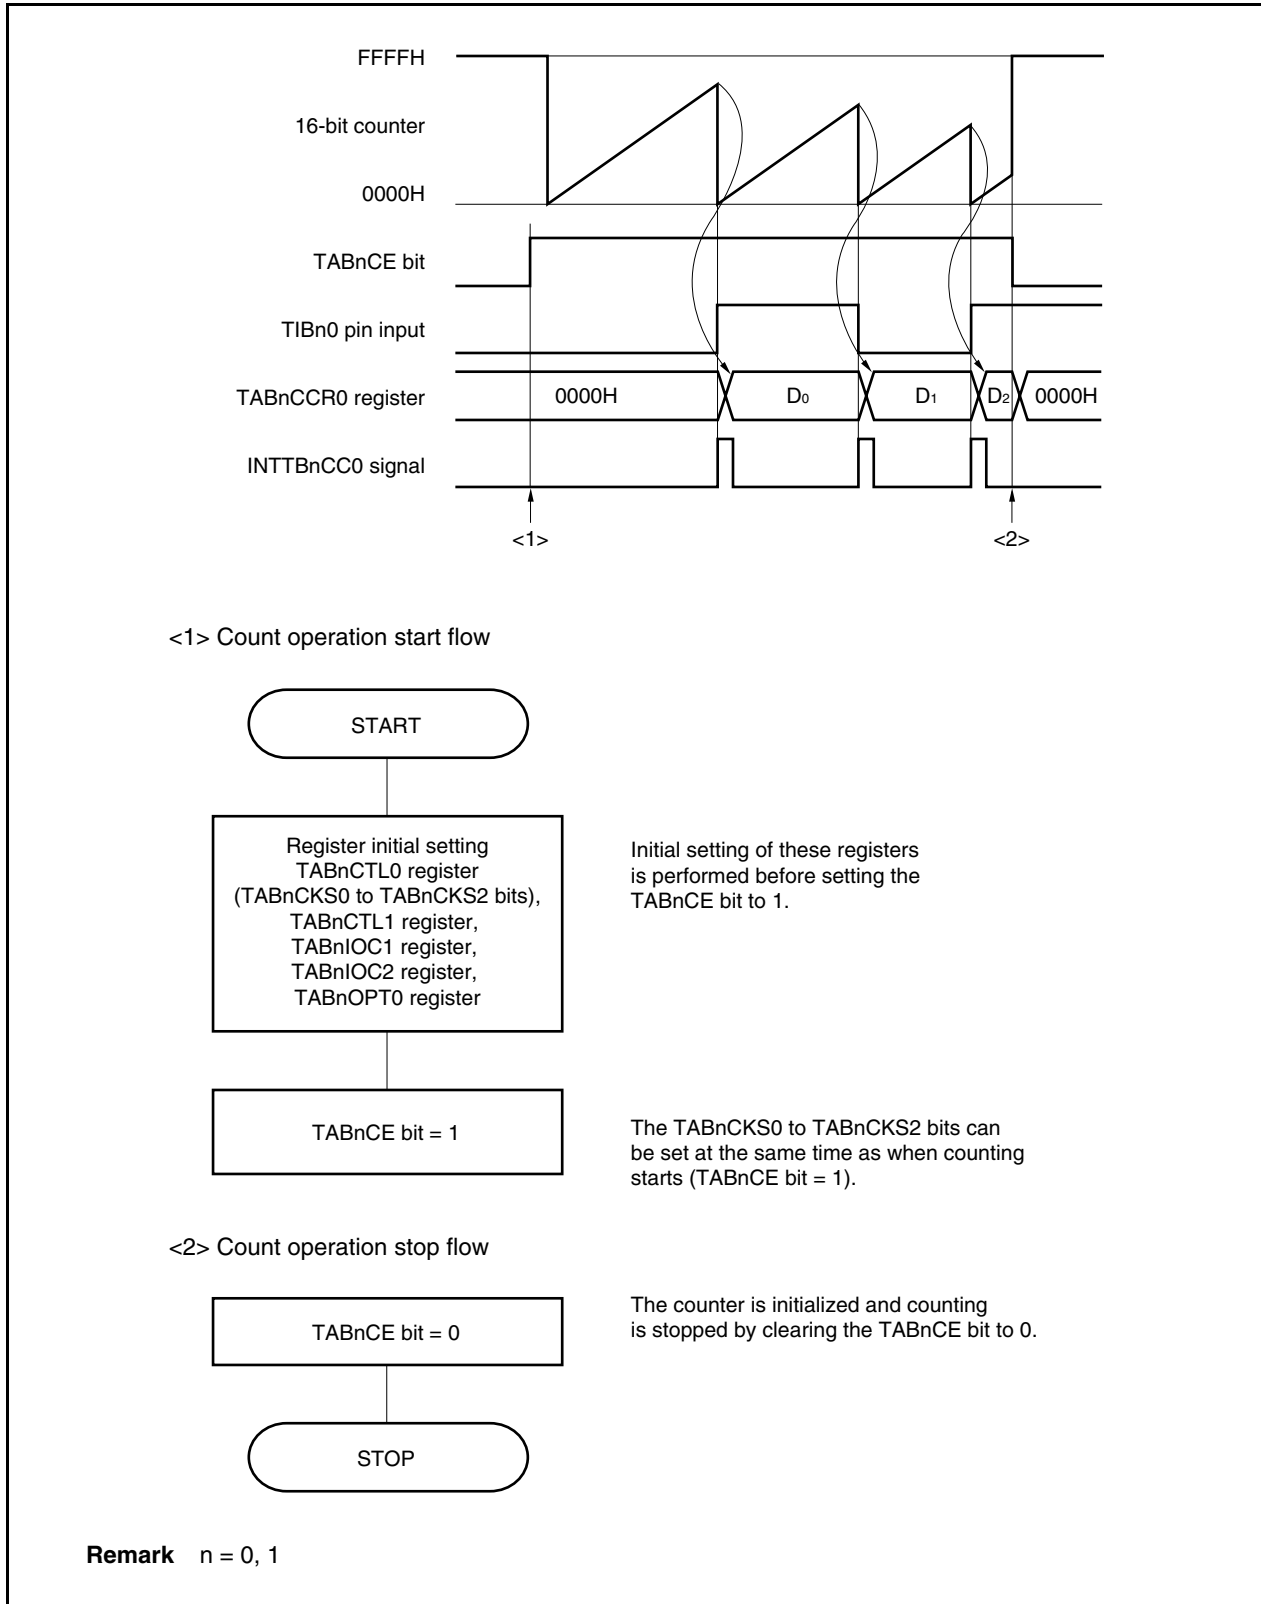 FFFFH
16-bit counter
0000H
TABnCE bit
TIBn0 pin input
TABnCCR0 register
0000H D0 D1 D2 0000H
INTTBnCC0 signal
<1> <2>
<1> Count operation start flow
START
Register initial setting
TABnCTL0 register
(TABnCKS0 to TABnCKS2 bits),
TABnCTL1 register,
TABnIOC1 register,
TABnIOC2 register,
TABnOPT0 register
Initial setting of these registers
is performed before setting the
TABnCE bit to 1.
TABnCE bit = 1
The TABnCKS0 to TABnCKS2 bits can
be set at the same time as when counting
starts (TABnCE bit = 1).
<2> Count operation stop flow
TABnCE bit = 0
The counter is initialized and counting
is stopped by clearing the TABnCE bit to 0.
STOP
Remark n = 0, 1